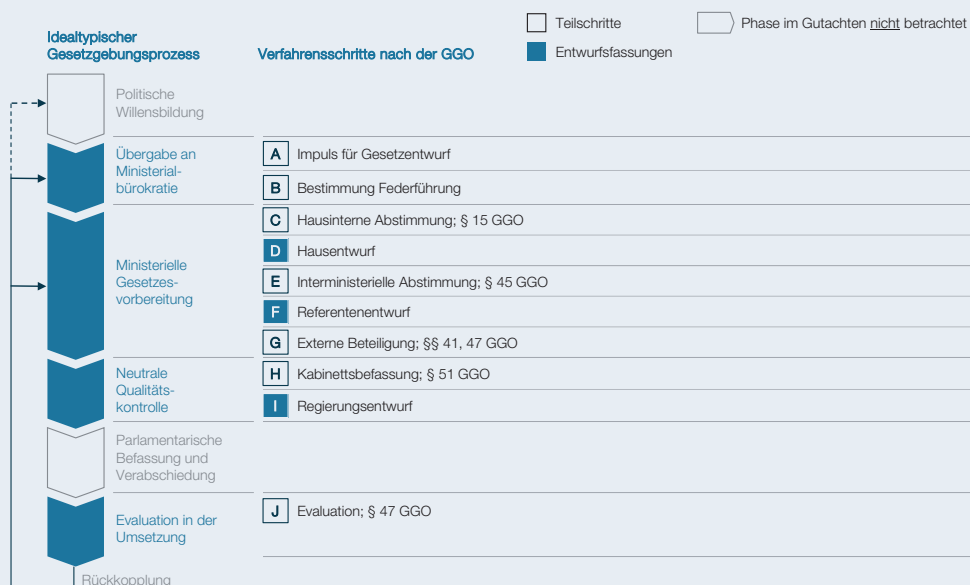 Teilschritte
Phase im Gutachten nicht betrachtet
Entwurfsfassungen
Idealtypischer
Gesetzgebungsprozess
Verfahrensschritte nach der GGO
Politische
Willensbildung
Übergabe an
Ministerial-
bürokratie
A Impuls für Gesetzentwurf
B Bestimmung Federführung
Ministerielle
Gesetzes-
vorbereitung
C Hausinterne Abstimmung; § 15 GGO
D Hausentwurf
E Interministerielle Abstimmung; § 45 GGO
F Referentenentwurf
G Externe Beteiligung; §§ 41, 47 GGO
Neutrale
Qualitäts-
kontrolle
H Kabinettsbefassung; § 51 GGO
I Regierungsentwurf
Parlamentarische
Befassung und
Verabschiedung
Evaluation in der
Umsetzung
J Evaluation; § 47 GGO
Rückkopplung